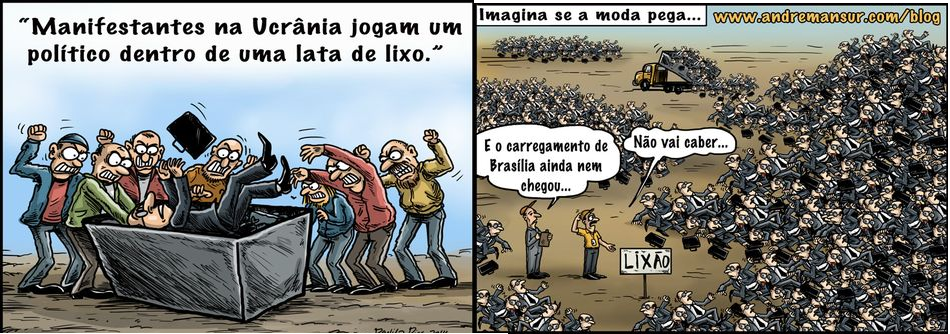 “Manifestantes na Ucrânia jogam um
político dentro de uma lata de lixo.”
Imagina se a moda pega...
www.andremansur.com/blog
E o carregamento de
Brasília ainda nem
chegou...
Não vai caber...
LIXÃO